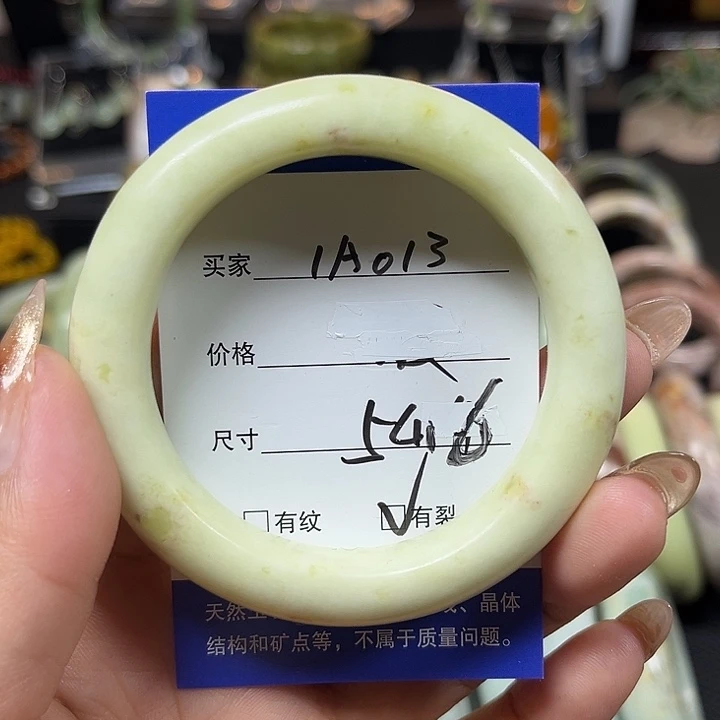 买家 1A013
价格
尺寸 54.6
□有纹 ☑有裂
天然 、晶体
结构和矿点等，不属于质量问题。